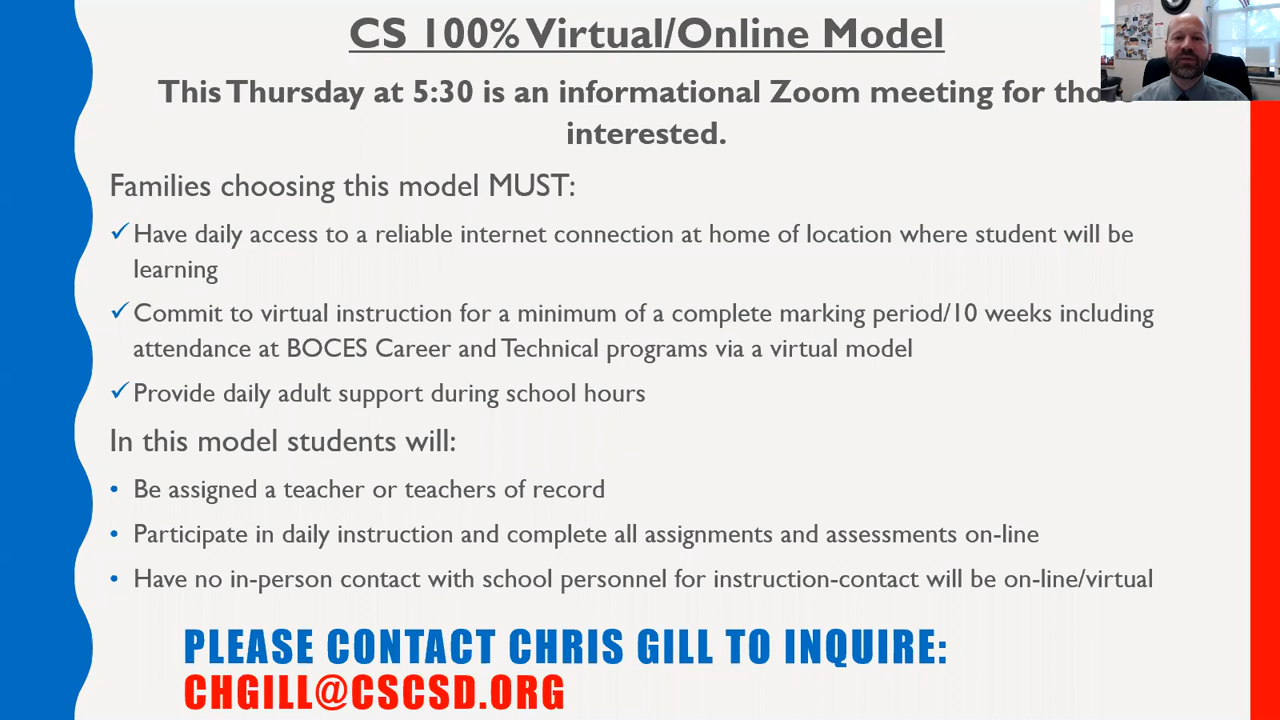 CS 100% Virtual/Online Model
This Thursday at 5:30 is an informational Zoom meeting for
interested.
Families choosing this model MUST:
✓ Have daily access to a reliable internet connection at home of location where student will be
learning
✓ Commit to virtual instruction for a minimum of a complete marking period/10 weeks including
attendance at BOCES Career and Technical programs via a virtual model
✓ Provide daily adult support during school hours
In this model students will:
• Be assigned a teacher or teachers of record
• Participate in daily instruction and complete all assignments and assessments on-line
• Have no in-person contact with school personnel for instruction-contact will be on-line/virtual
PLEASE CONTACT CHRIS GILL TO INQUIRE:
CHGILL@CSCSD.ORG